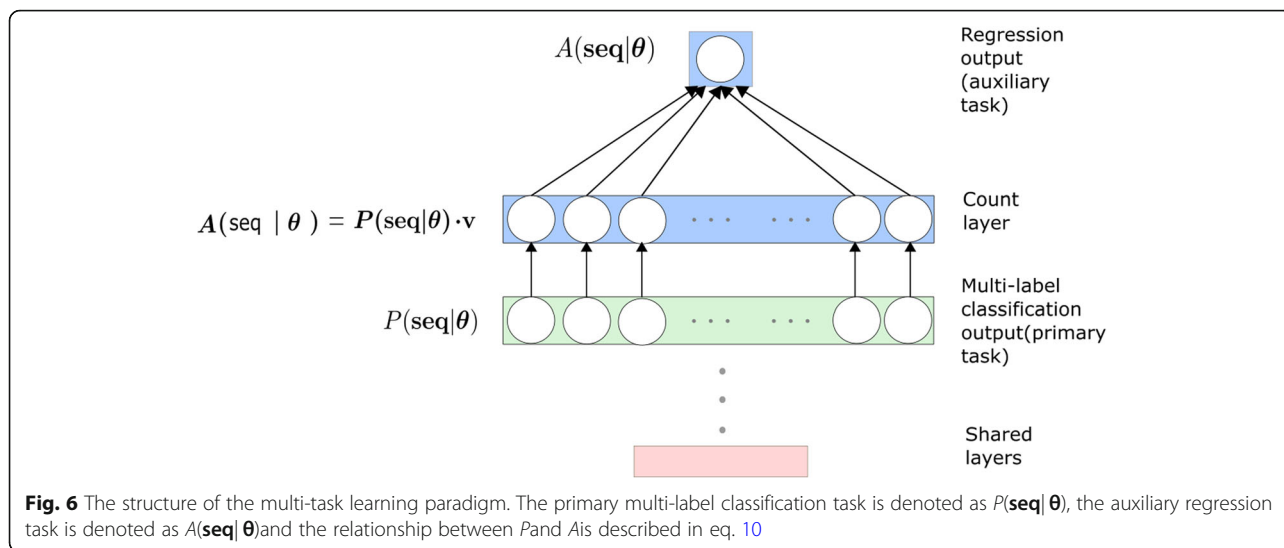 A(seq|θ)
Regression
output
(auxiliary
task)
A(seq | θ ) = P(seq|θ)·v
Count
layer
P(seq|θ)
Multi-label
classification
output(primary
task)
Shared
layers
Fig. 6 The structure of the multi-task learning paradigm. The primary multi-label classification task is denoted as P(seq| θ), the auxiliary regression
task is denoted as A(seq| θ)and the relationship between Pand Ais described in eq. 10